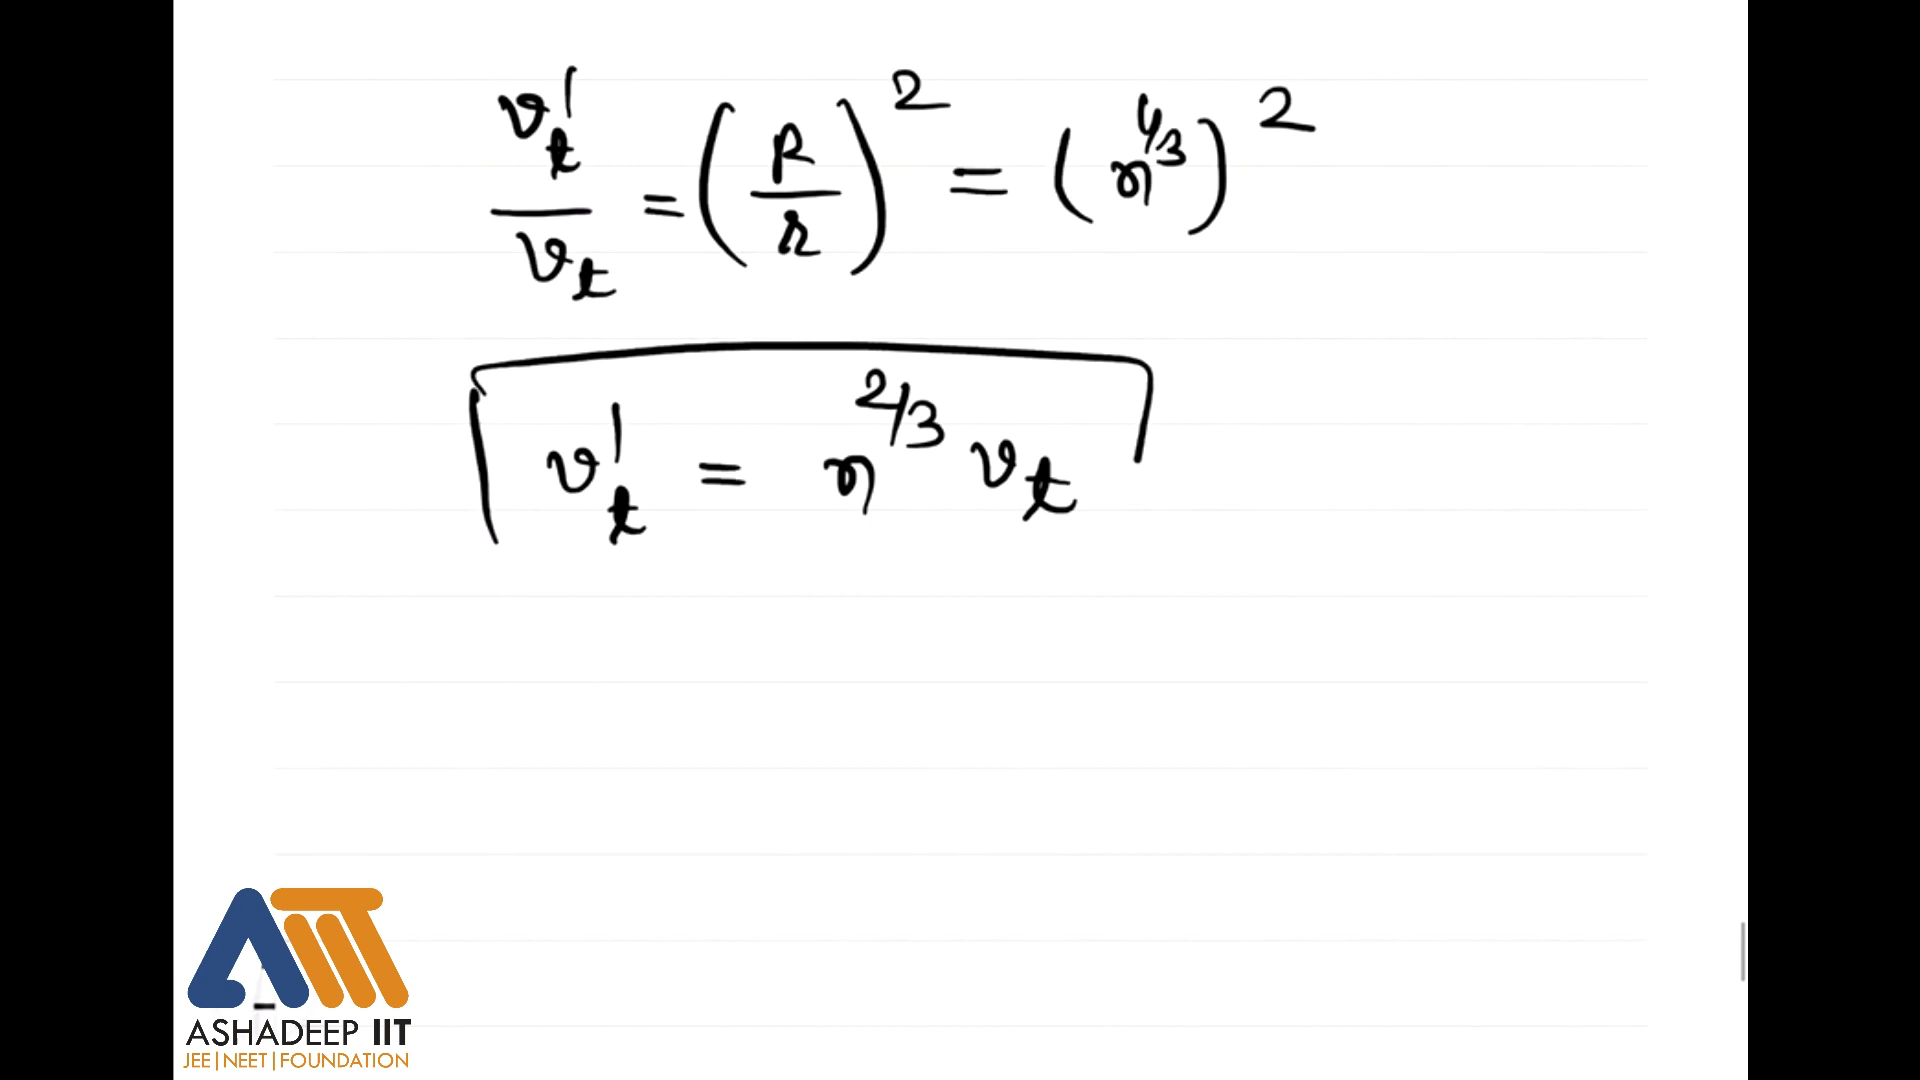 v't/vt = (R/r)^2 = (n^1/3)^2
v't = n^2/3 vt
ASHADEEP IIT
JEE|NEET|FOUNDATION